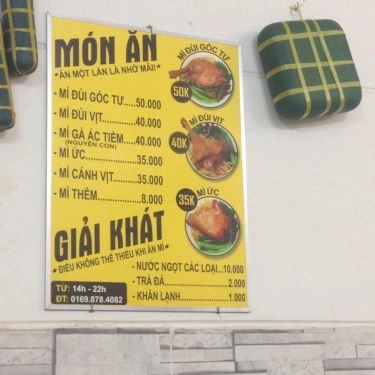 MÓN ĂN
*ĂN MỘT LẦN LÀ NHỚ MÃI!*
- MÌ ĐÙI GÓC TƯ.....50.000
- MÌ ĐÙI VỊT..............40.000
- MÌ GÀ ÁC TIỀM...40.000
(NGUYÊN CON)
- MÌ ỨC....................35.000
- MÌ CÁNH VỊT.........35.000
- MÌ THÊM...............8.000
MÌ ĐÙI GÓC TƯ
50K
MÌ ĐÙI VỊT
40K
MÌ ỨC
35K
GIẢI KHÁT
*ĐIỀU KHÔNG THỂ THIẾU KHI ĂN MÌ*
- NƯỚC NGỌT CÁC LOẠI...10.000
- TRÀ ĐÁ.........................2.000
- KHĂN LẠNH..................1.000
TỪ: 14h - 22h
ĐT: 0169.878.4082